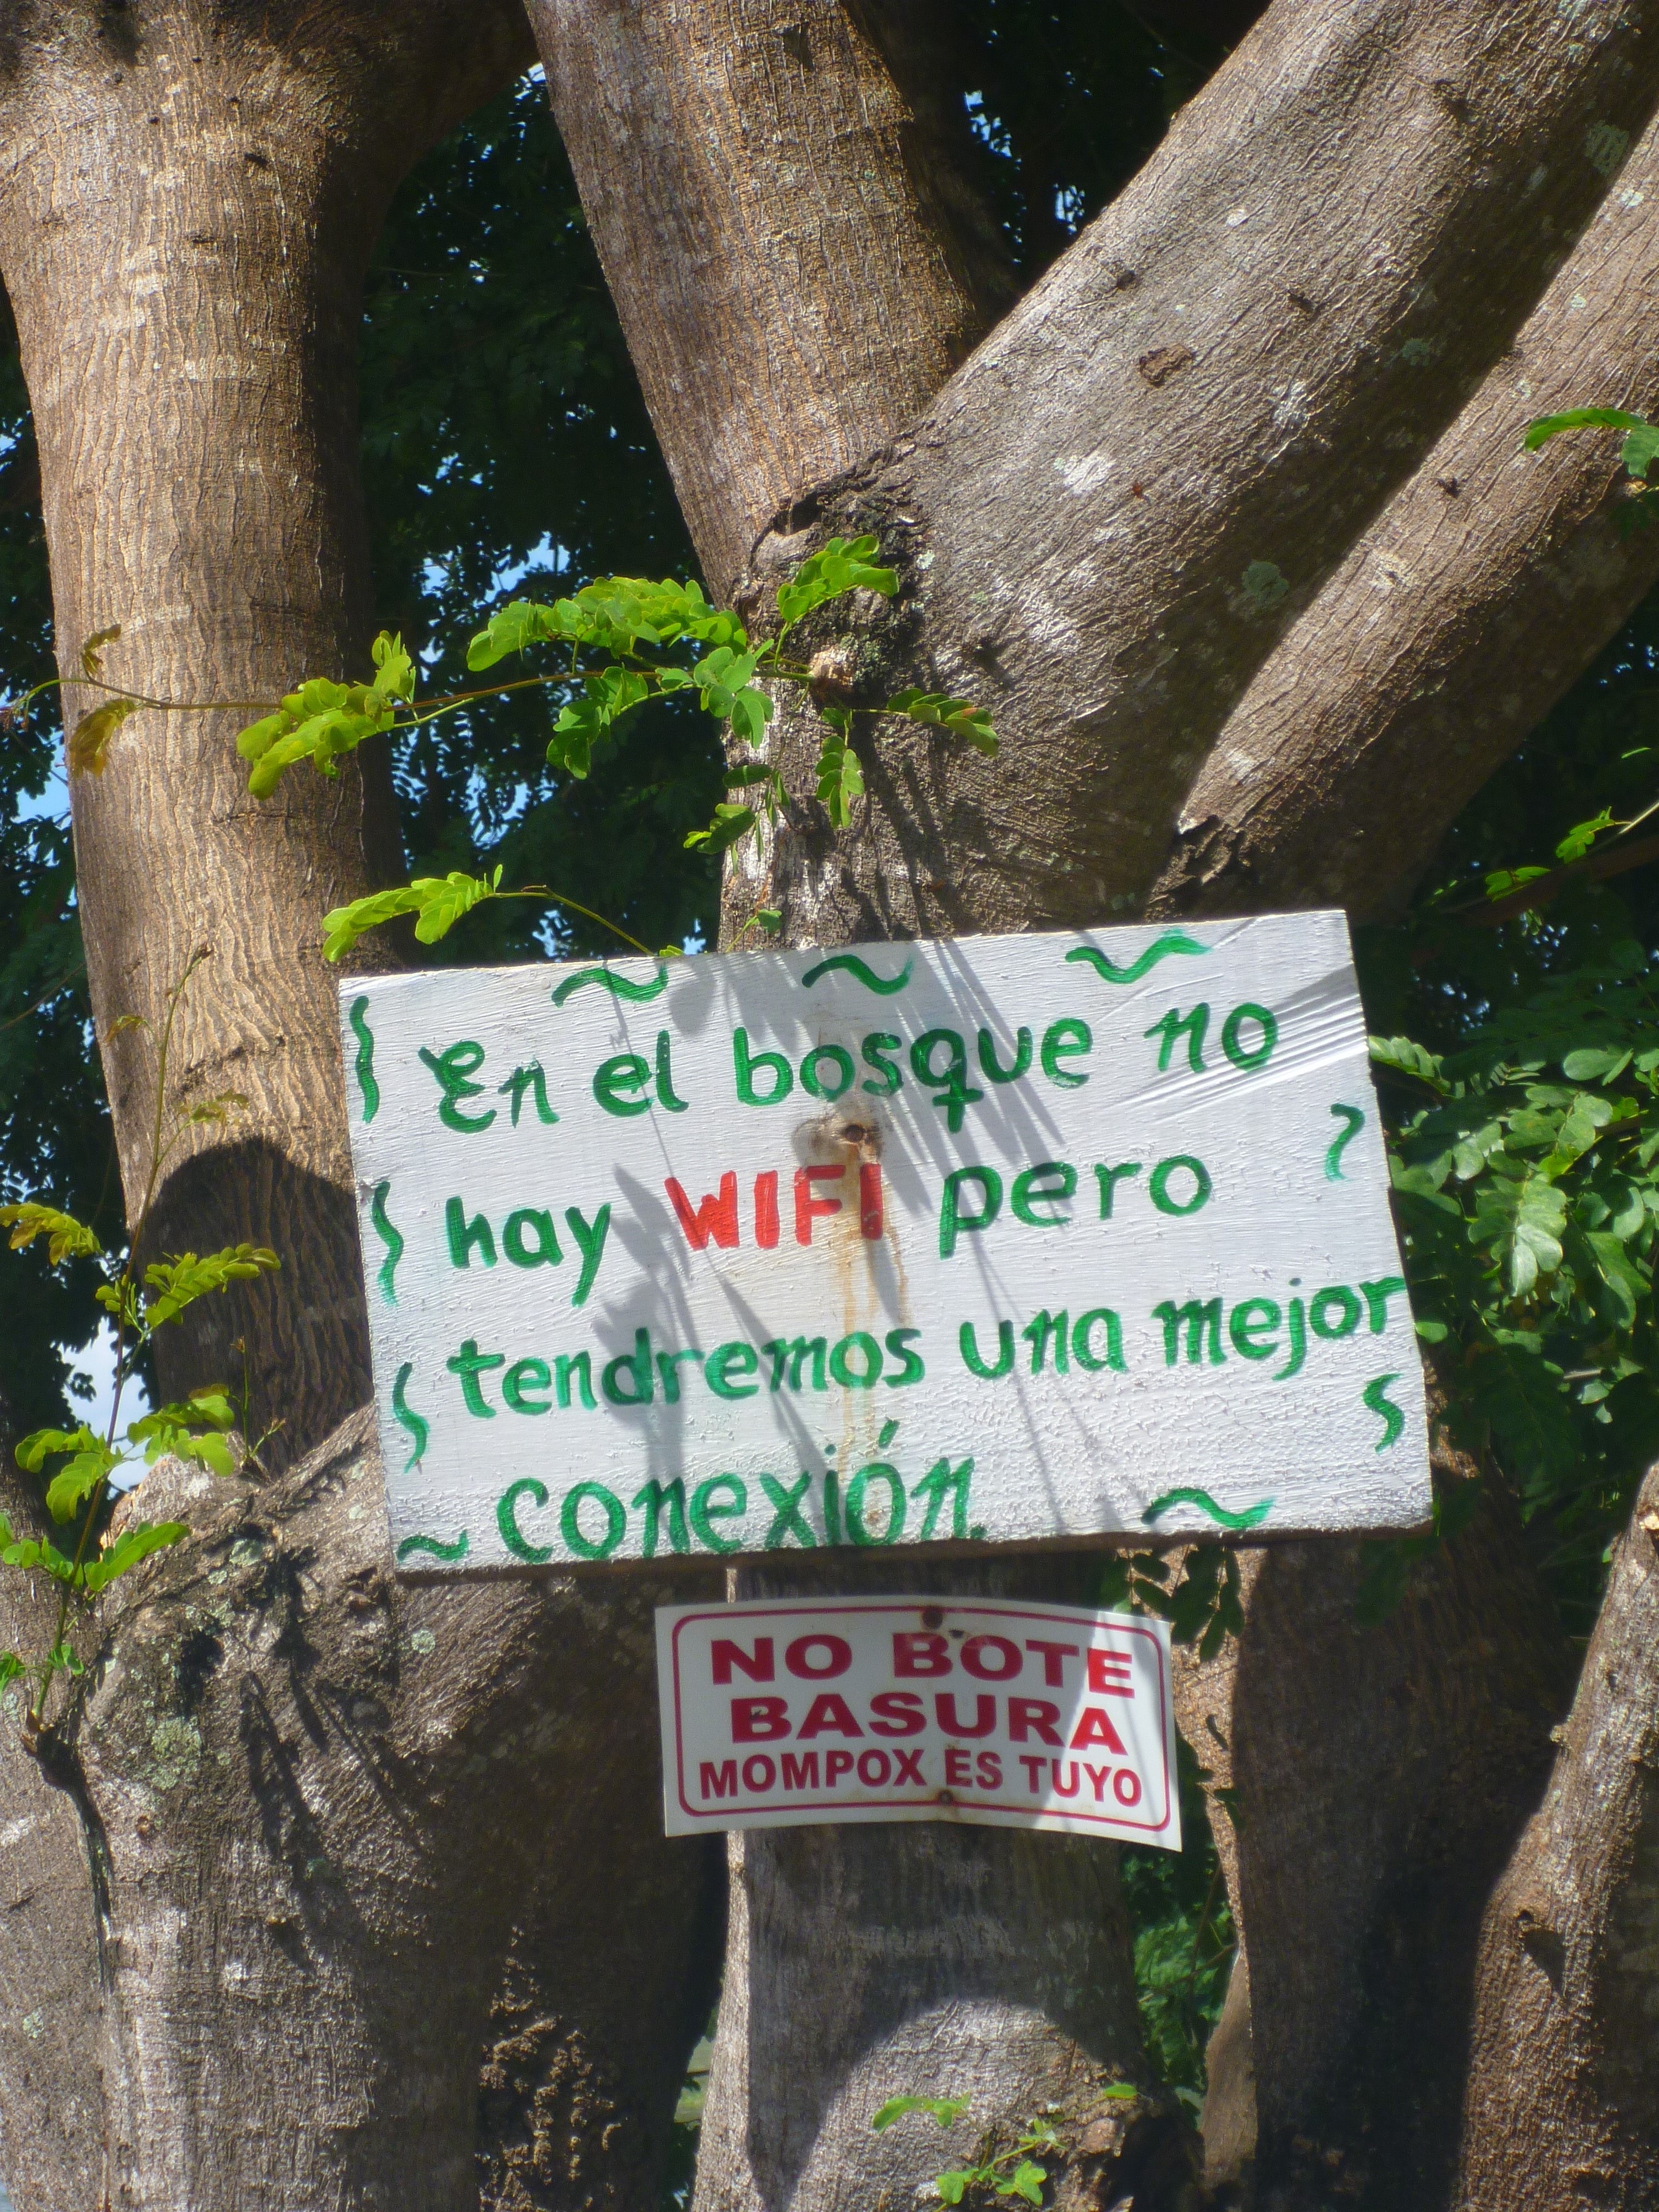 En el bosque no
hay WIFI pero
tendremos una mejor
conexión
NO BOTE
BASURA
MOMPOX ES TUYO